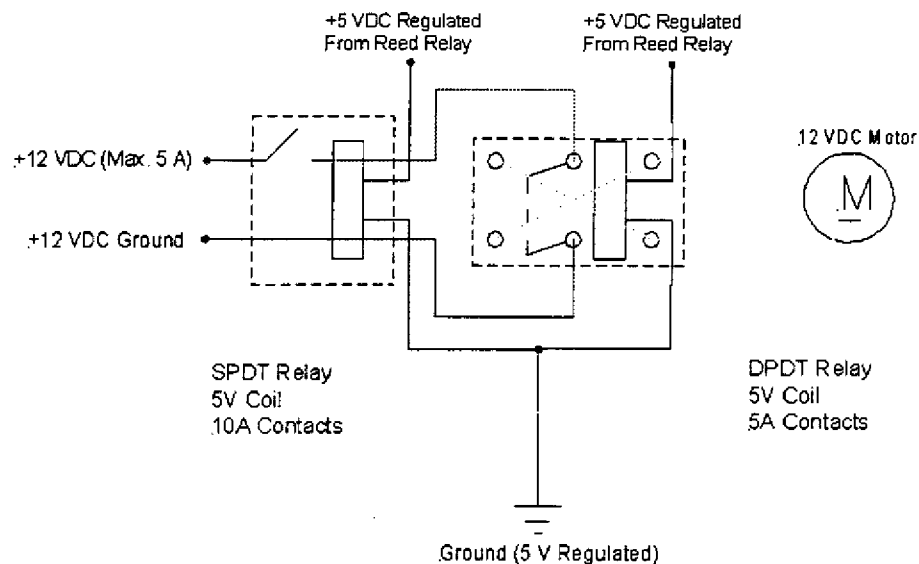 +5 VDC Regulated
From Reed Relay
+5 VDC Regulated
From Reed Relay
+12 VDC (Max. 5 A)
12 VDC Motor
M
+12 VDC Ground
SPDT Relay
5V Coil
10A Contacts
DPDT Relay
5V Coil
5A Contacts
Ground (5 V Regulated)